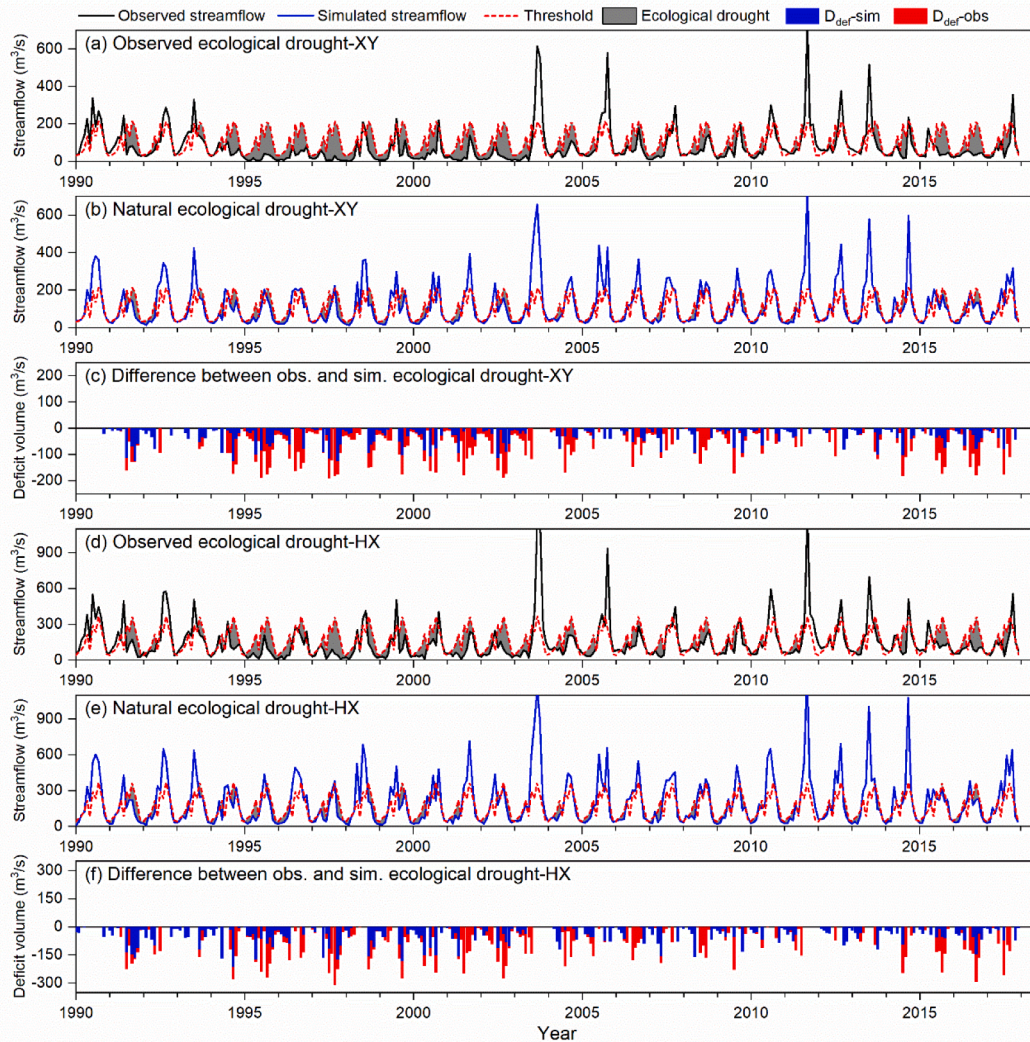 Observed streamflow Simulated streamflow Threshold Ecological drought D_def-sim D_def-obs
(a) Observed ecological drought-XY
Streamflow (m³/s)
600
400
200
0
1990 1995 2000 2005 2010 2015
(b) Natural ecological drought-XY
Streamflow (m³/s)
600
400
200
0
1990 1995 2000 2005 2010 2015
(c) Difference between obs. and sim. ecological drought-XY
Deficit volume (m³/s)
200
100
0
-100
-200
1990 1995 2000 2005 2010 2015
(d) Observed ecological drought-HX
Streamflow (m³/s)
900
600
300
0
1990 1995 2000 2005 2010 2015
(e) Natural ecological drought-HX
Streamflow (m³/s)
900
600
300
0
1990 1995 2000 2005 2010 2015
(f) Difference between obs. and sim. ecological drought-HX
Deficit volume (m³/s)
300
150
0
-150
-300
1990 1995 2000 2005 2010 2015
Year